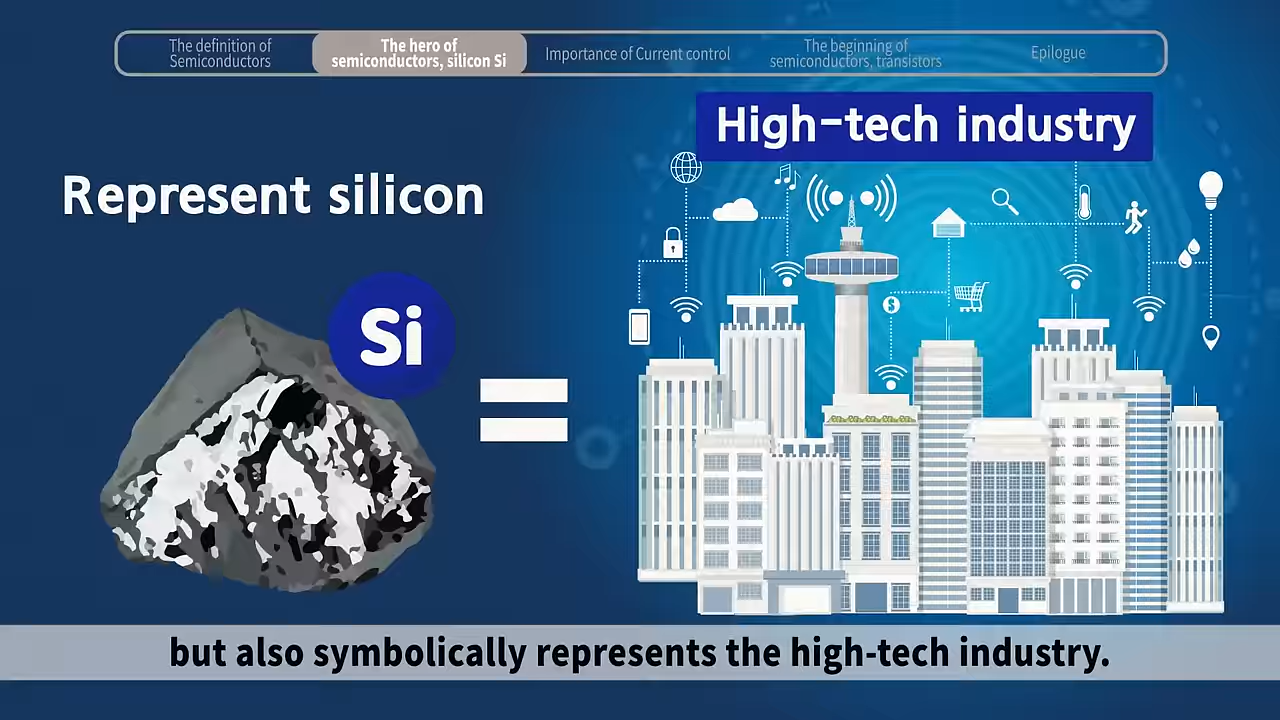 The definition of
Semiconductors
The hero of
semiconductors, silicon Si
Importance of Current control
The beginning of
semiconductors, transistors
Epilogue
High-tech industry
Represent silicon
Si
$
but also symbolically represents the high-tech industry.